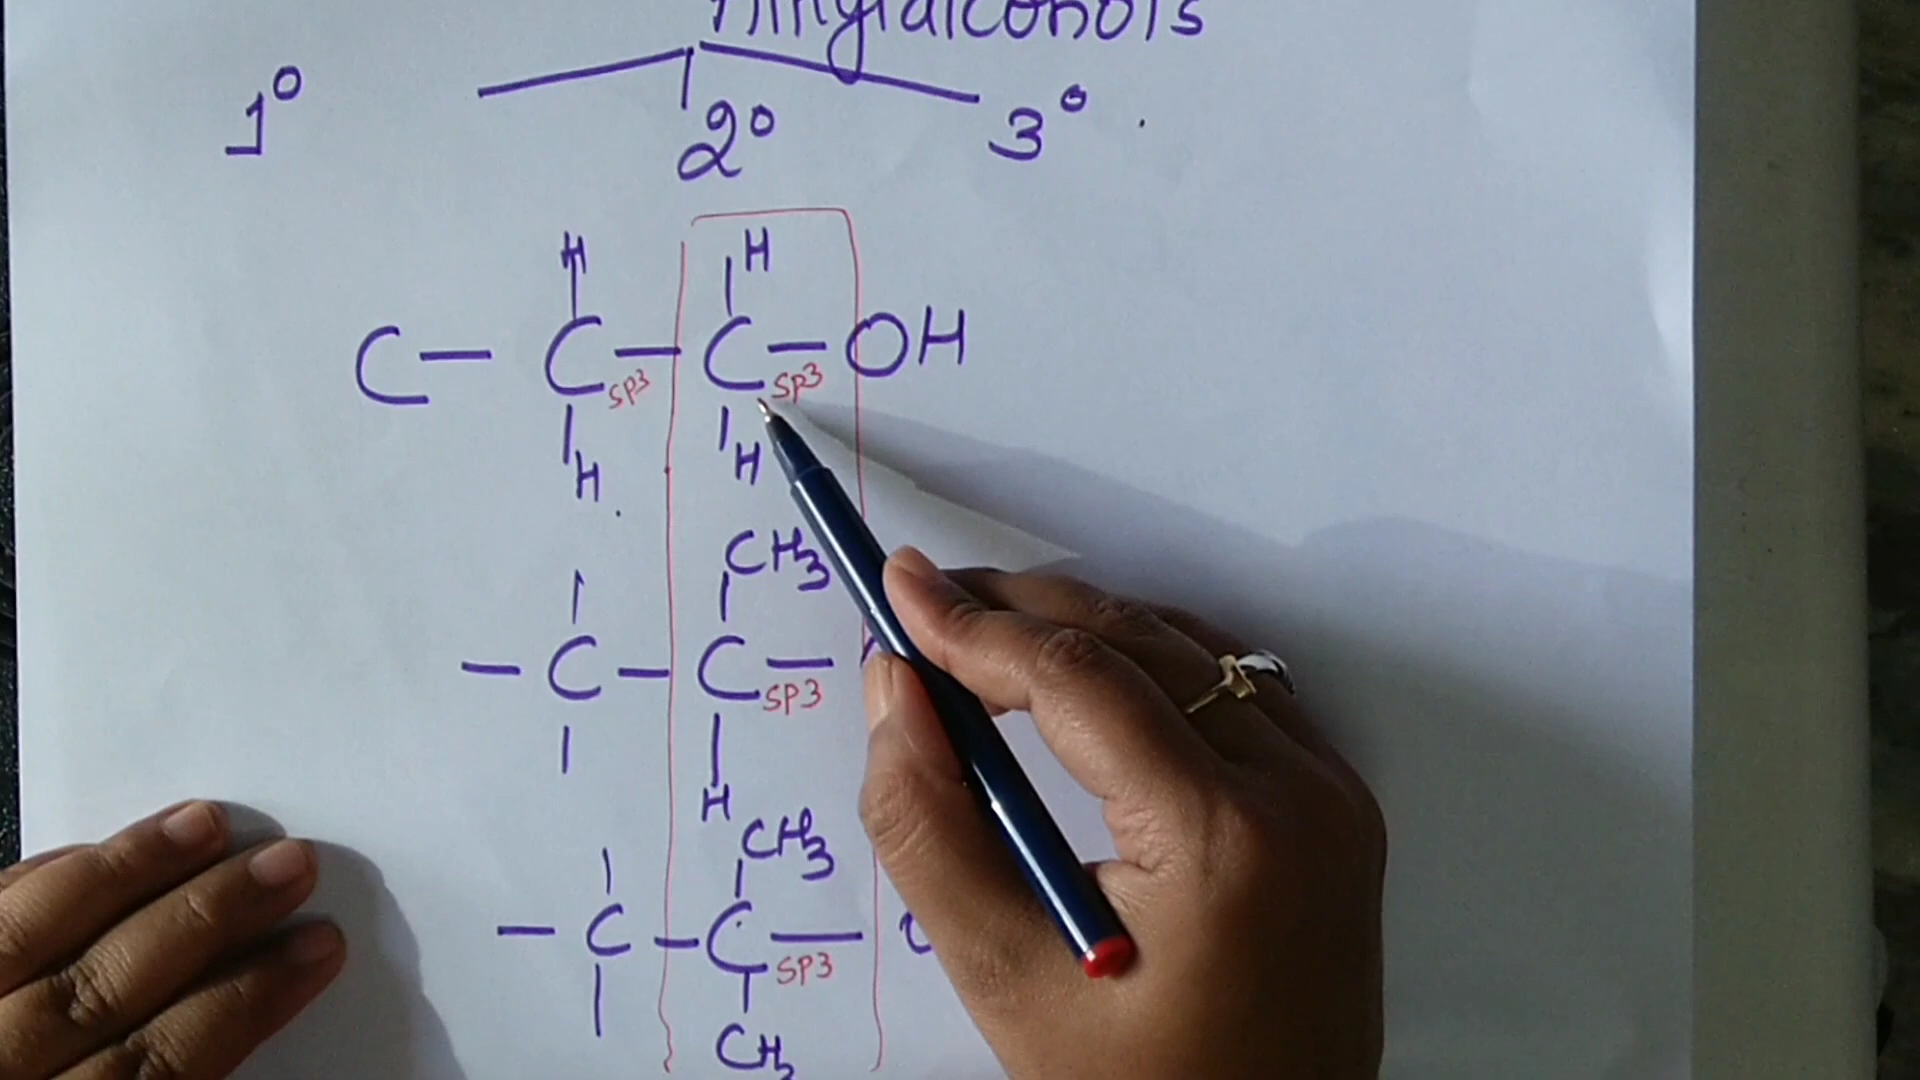 1° 2° 3°
H H
C - C SP3 - C SP3 - OH
H H
CH3
- C - C SP3 -
H
CH3
- C - C SP3 -
CH3